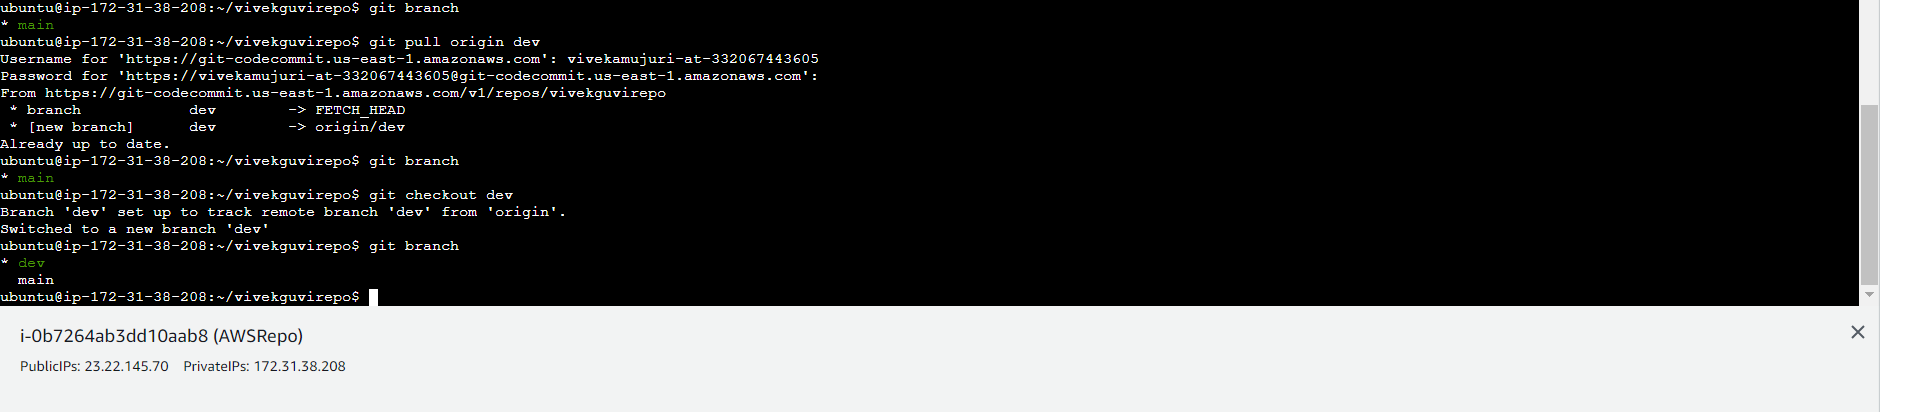 ubuntu@ip-172-31-38-208:~/vivekguvirepo$ git branch
* main
ubuntu@ip-172-31-38-208:~/vivekguvirepo$ git pull origin dev
Username for 'https://git-codecommit.us-east-1.amazonaws.com': vivekamujuri-at-332067443605
Password for 'https://vivekamujuri-at-332067443605@git-codecommit.us-east-1.amazonaws.com':
From https://git-codecommit.us-east-1.amazonaws.com/v1/repos/vivekguvirepo
 * branch            dev        -> FETCH_HEAD
 * [new branch]      dev        -> origin/dev
Already up to date.
ubuntu@ip-172-31-38-208:~/vivekguvirepo$ git branch
* main
ubuntu@ip-172-31-38-208:~/vivekguvirepo$ git checkout dev
Branch 'dev' set up to track remote branch 'dev' from 'origin'.
Switched to a new branch 'dev'
ubuntu@ip-172-31-38-208:~/vivekguvirepo$ git branch
* dev
  main
ubuntu@ip-172-31-38-208:~/vivekguvirepo$
i-0b7264ab3dd10aab8 (AWSRepo)
PublicIPs: 23.22.145.70 PrivateIPs: 172.31.38.208